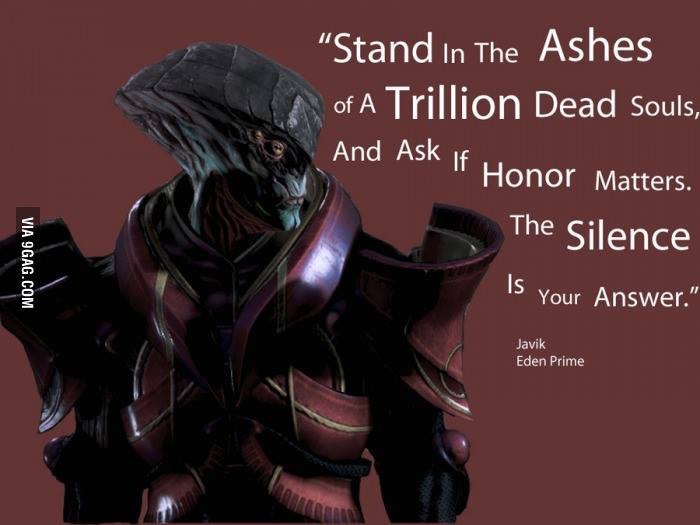 “Stand In The Ashes
of A Trillion Dead Souls,
And Ask If Honor Matters.
The Silence
Is Your Answer.”
Javik
Eden Prime
VIA 9GAG.COM